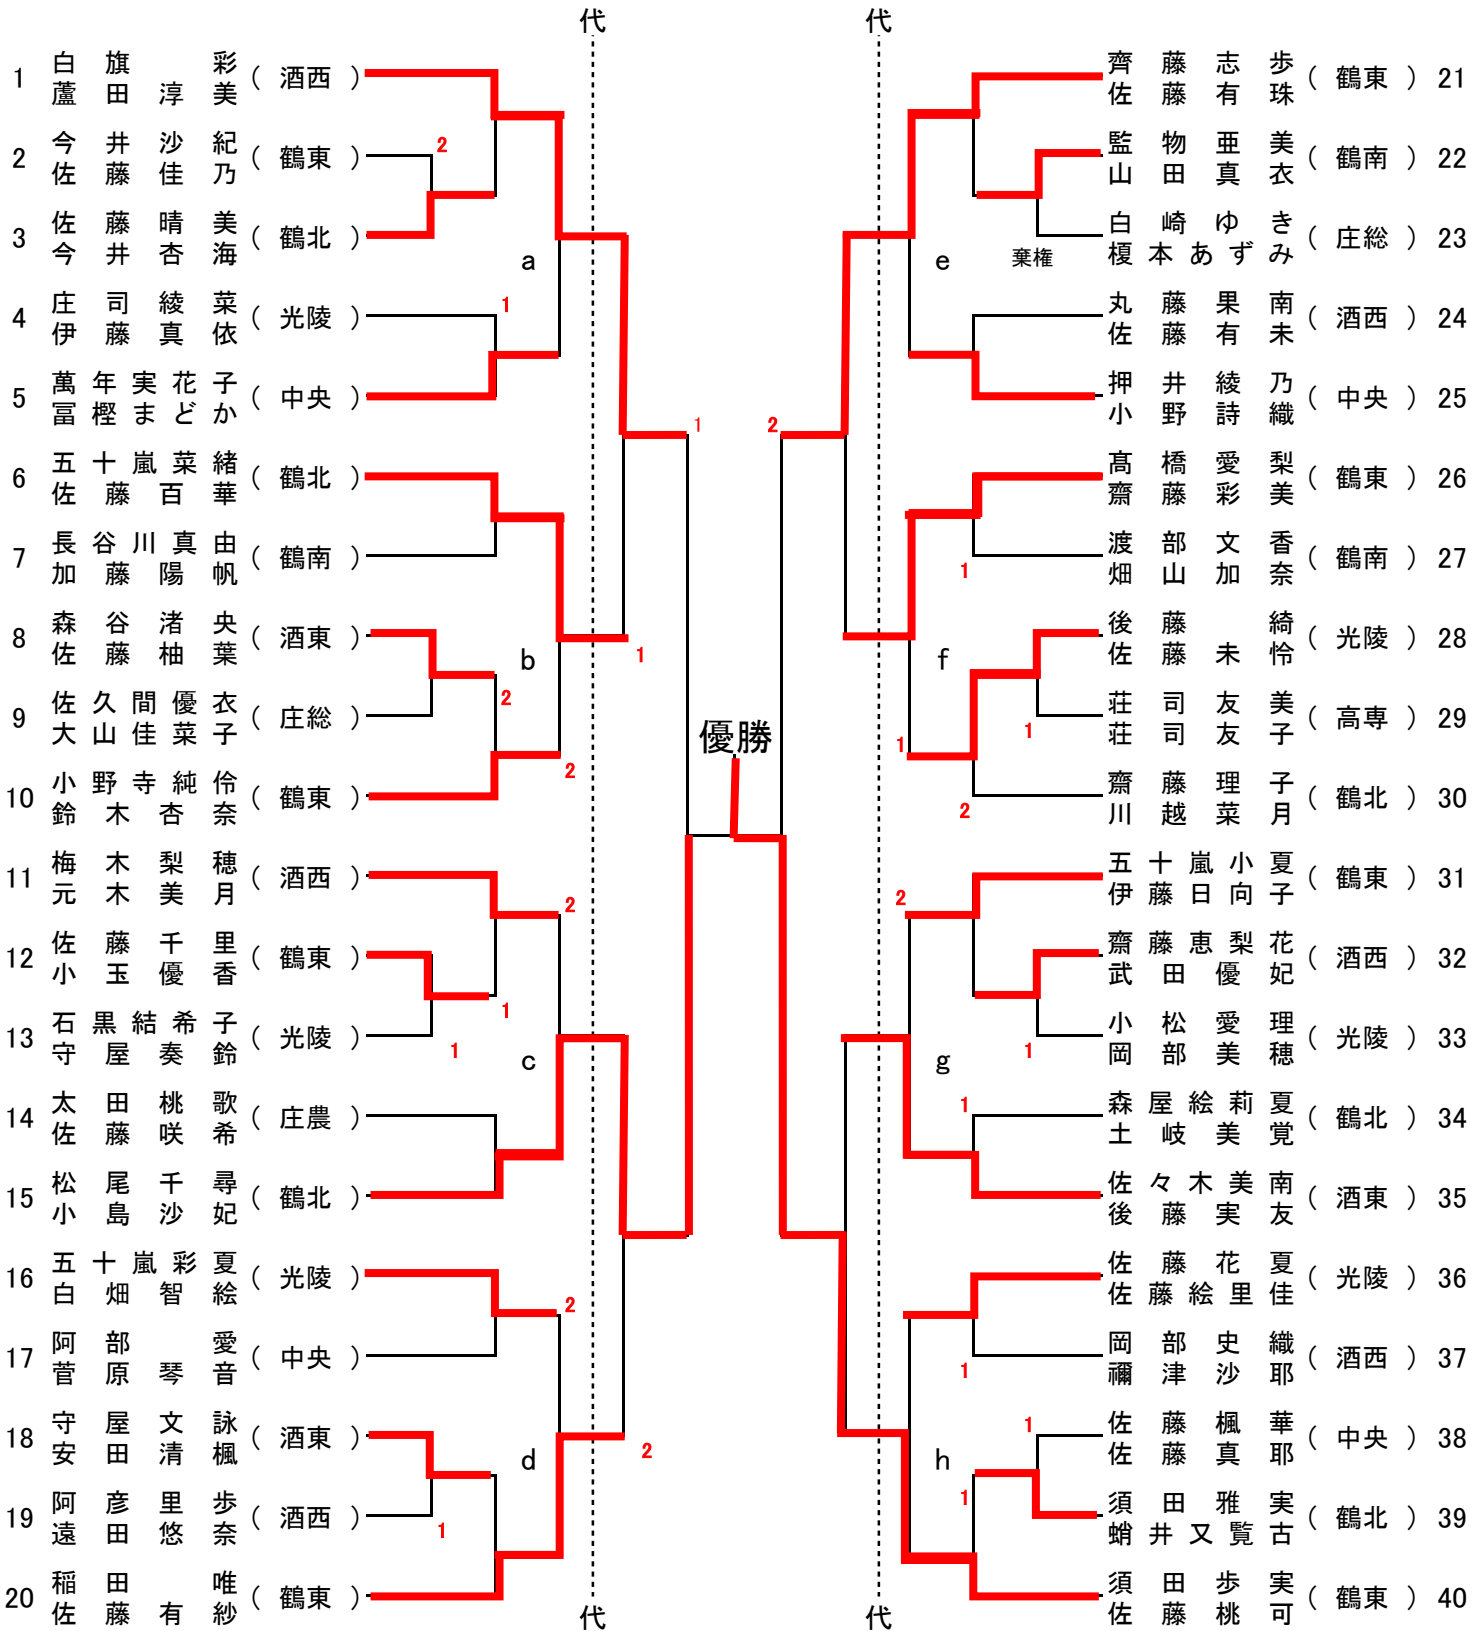 代
代
1 白旗彩 蘆田淳美 ( 酒西 )
2 今井沙紀 佐藤佳乃 ( 鶴東 )
2
3 佐藤晴美 今井杏海 ( 鶴北 )
a
4 庄司綾菜 伊藤真依 ( 光陵 )
1
5 萬年実花子 冨樫まどか ( 中央 )
1
6 五十嵐菜緒 佐藤百華 ( 鶴北 )
7 長谷川真由 加藤陽帆 ( 鶴南 )
8 森谷渚央 佐藤柚葉 ( 酒東 )
1
b
9 佐久間優衣 大山佳菜子 ( 庄総 )
2
10 小野寺純伶 鈴木杏奈 ( 鶴東 )
2
11 梅木梨穂 元木美月 ( 酒西 )
2
12 佐藤千里 小玉優香 ( 鶴東 )
1
13 石黒結希子 守屋奏鈴 ( 光陵 )
1
c
14 太田桃歌 佐藤咲希 ( 庄農 )
15 松尾千尋 小島沙妃 ( 鶴北 )
16 五十嵐彩夏 白畑智絵 ( 光陵 )
2
17 阿部愛 菅原琴音 ( 中央 )
18 守屋文詠 安田清楓 ( 酒東 )
2
d
19 阿彦里歩 遠田悠奈 ( 酒西 )
1
20 稲田唯 佐藤有紗 ( 鶴東 )
代
優勝
齊藤志歩 佐藤有珠 ( 鶴東 ) 21
監物亜美 山田真衣 ( 鶴南 ) 22
白崎ゆき 榎本あずみ ( 庄総 ) 23
棄権
e
丸藤果南 佐藤有未 ( 酒西 ) 24
押井綾乃 小野詩織 ( 中央 ) 25
2
髙橋愛梨 齋藤彩美 ( 鶴東 ) 26
渡部文香 畑山加奈 ( 鶴南 ) 27
1
後藤綺 佐藤未怜 ( 光陵 ) 28
f
荘司友美 荘司友子 ( 高専 ) 29
1
1
齋藤理子 川越菜月 ( 鶴北 ) 30
2
五十嵐小夏 伊藤日向子 ( 鶴東 ) 31
2
齋藤恵梨花 武田優妃 ( 酒西 ) 32
小松愛理 岡部美穂 ( 光陵 ) 33
1
g
森屋絵莉夏 土岐美覚 ( 鶴北 ) 34
1
佐々木美南 後藤実友 ( 酒東 ) 35
佐藤花夏 佐藤絵里佳 ( 光陵 ) 36
岡部史織 禰津沙耶 ( 酒西 ) 37
1
佐藤楓華 佐藤真耶 ( 中央 ) 38
1
h
須田雅実 蛸井又覧古 ( 鶴北 ) 39
1
須田歩実 佐藤桃可 ( 鶴東 ) 40
代